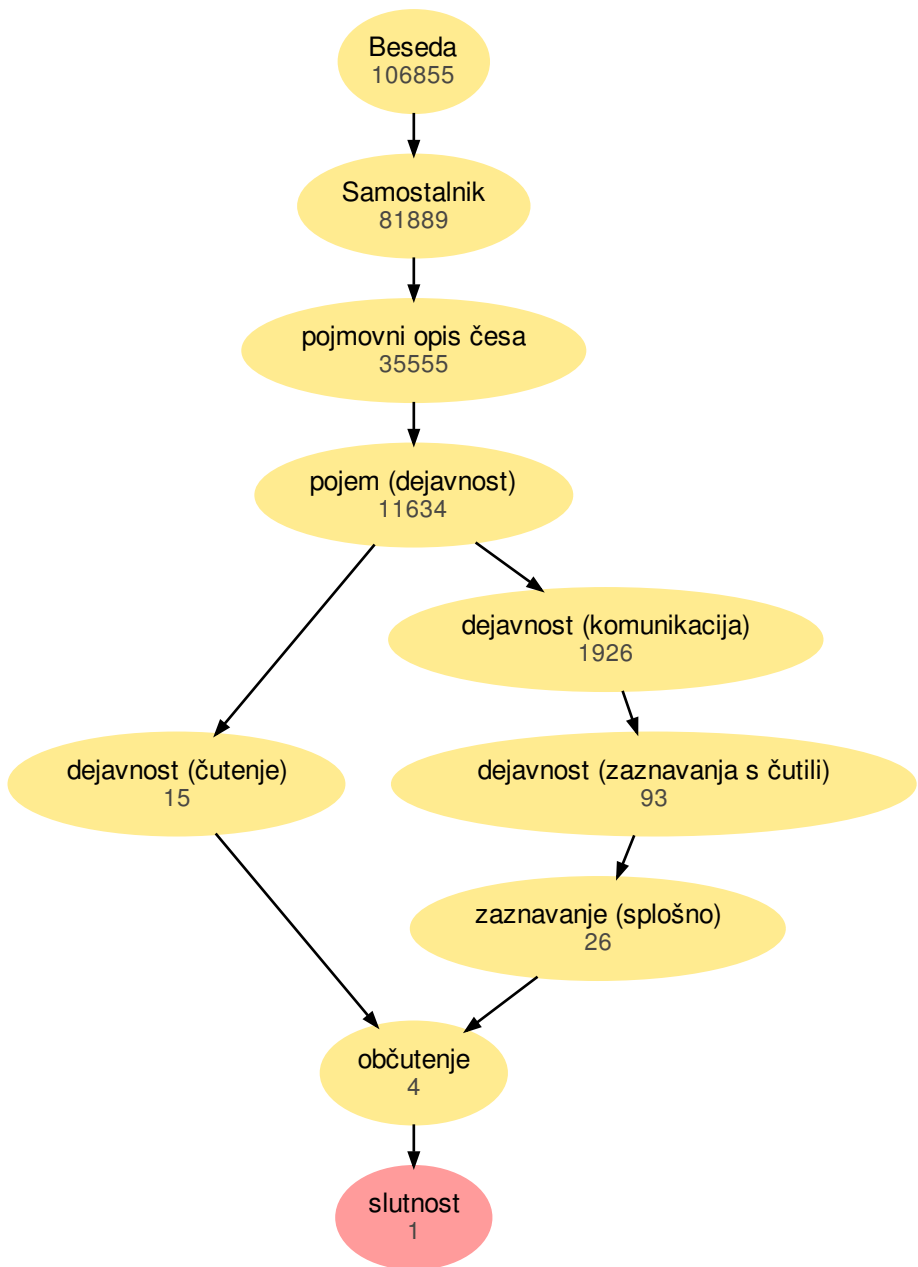 Beseda
106855
Samostalnik
81889
pojmovni opis česa
35555
pojem (dejavnost)
11634
dejavnost (komunikacija)
1926
dejavnost (čutenje)
15
dejavnost (zaznavanja s čutili)
93
zaznavanje (splošno)
26
občutenje
4
slutnost
1